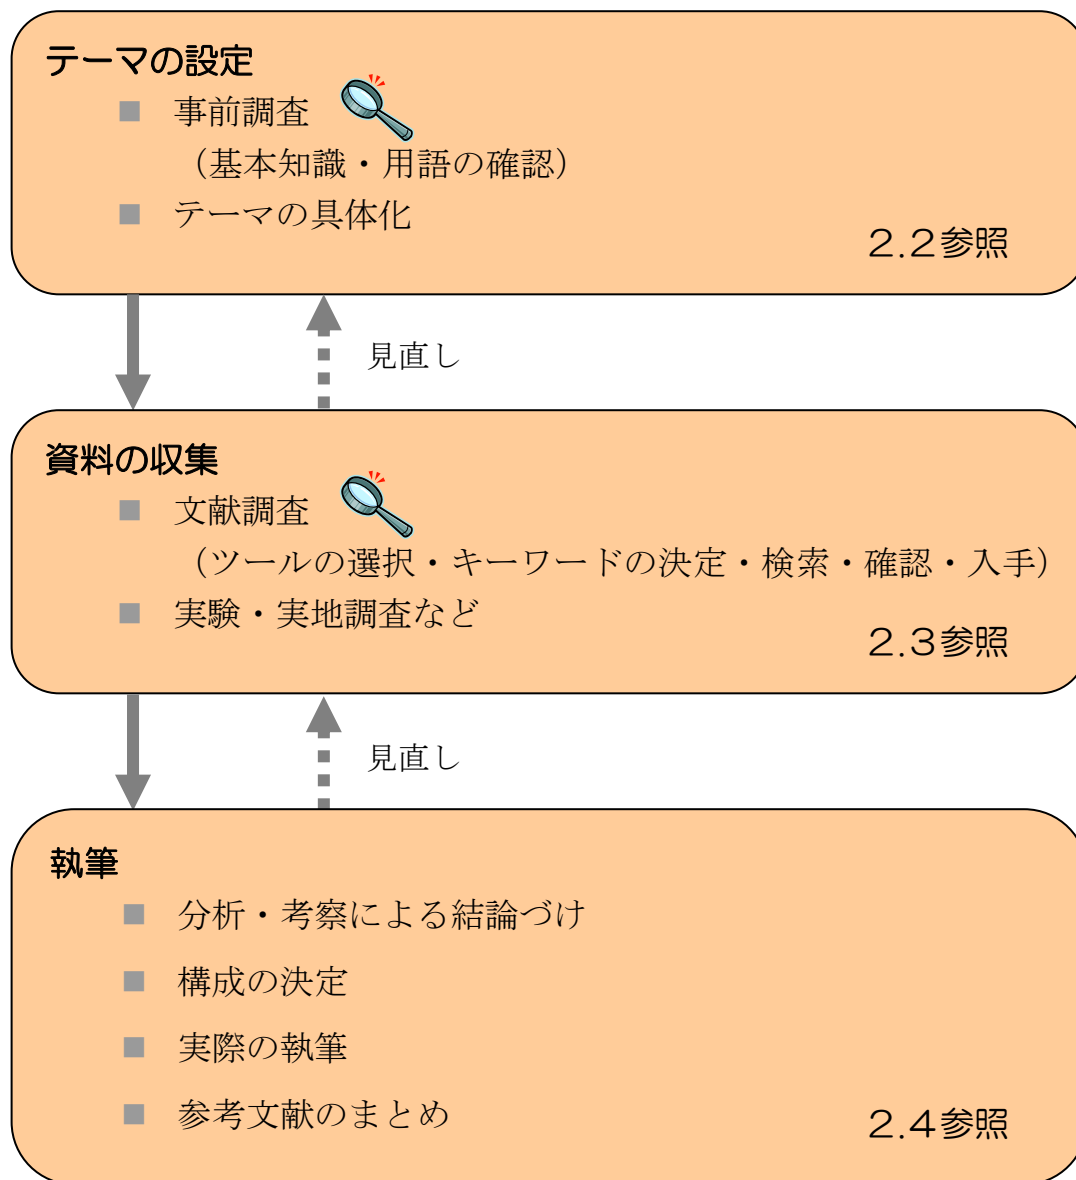 テーマの設定
■ 事前調査
（基本知識・用語の確認）
■ テーマの具体化
2.2参照
見直し
資料の収集
■ 文献調査
（ツールの選択・キーワードの決定・検索・確認・入手）
■ 実験・実地調査など
2.3参照
見直し
執筆
■ 分析・考察による結論づけ
■ 構成の決定
■ 実際の執筆
■ 参考文献のまとめ
2.4参照